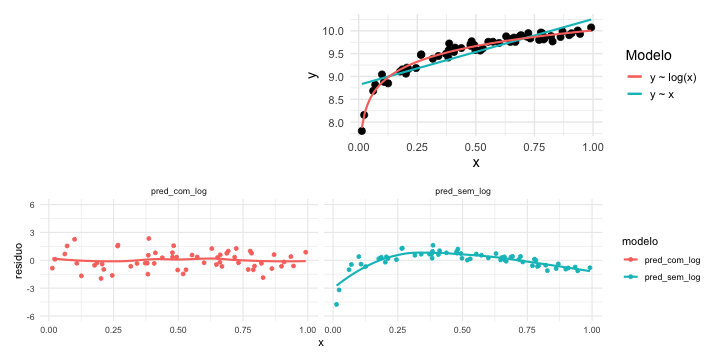 10.0
9.5
9.0
8.5
8.0
y
0.00 0.25 0.50 0.75 1.00
x
Modelo
y ~ log(x)
y ~ x
pred_com_log pred_sem_log
6
3
0
-3
-6
residuo
0.00 0.25 0.50 0.75 1.00 0.00 0.25 0.50 0.75 1.00
x
modelo
pred_com_log
pred_sem_log